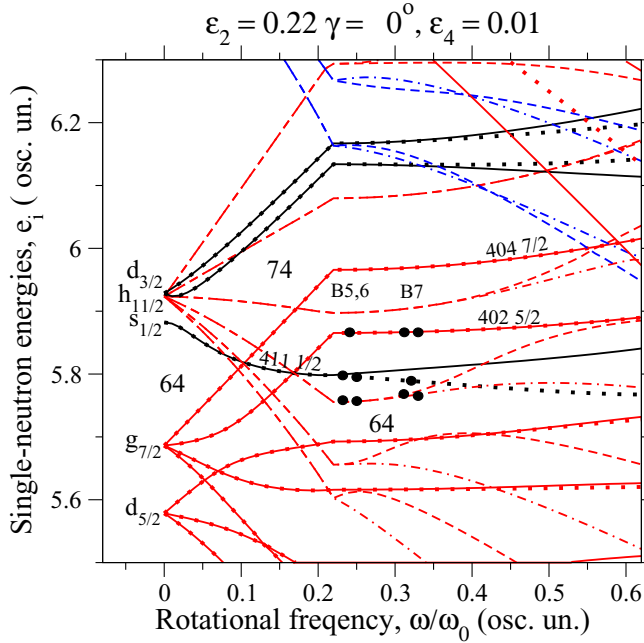 ε₂ = 0.22 γ = 0°, ε₄ = 0.01
Single-neutron energies, eᵢ ( osc. un.)
6.2
6
5.8
5.6
d₃/₂
h₁₁/₂
s₁/₂
g₇/₂
d₅/₂
74
404 7/2
B5,6 B7
402 5/2
411 1/2
64
64
0 0.1 0.2 0.3 0.4 0.5 0.6
Rotational freqency, ω/ω₀ (osc. un.)